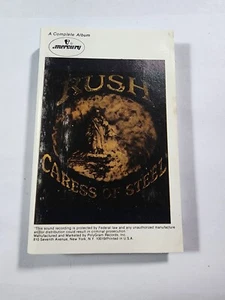 A Complete Album
mercury
RUSH
CARESS OF STEEL
"This sound recording is protected by Federal law and any unauthorized manufacture
and/or distribution could result in criminal prosecution
Manufactured and Marketed by PolyGram Records, Inc.
810 Seventh Avenue, New York, N.Y. 10019/Printed in U.S.A.